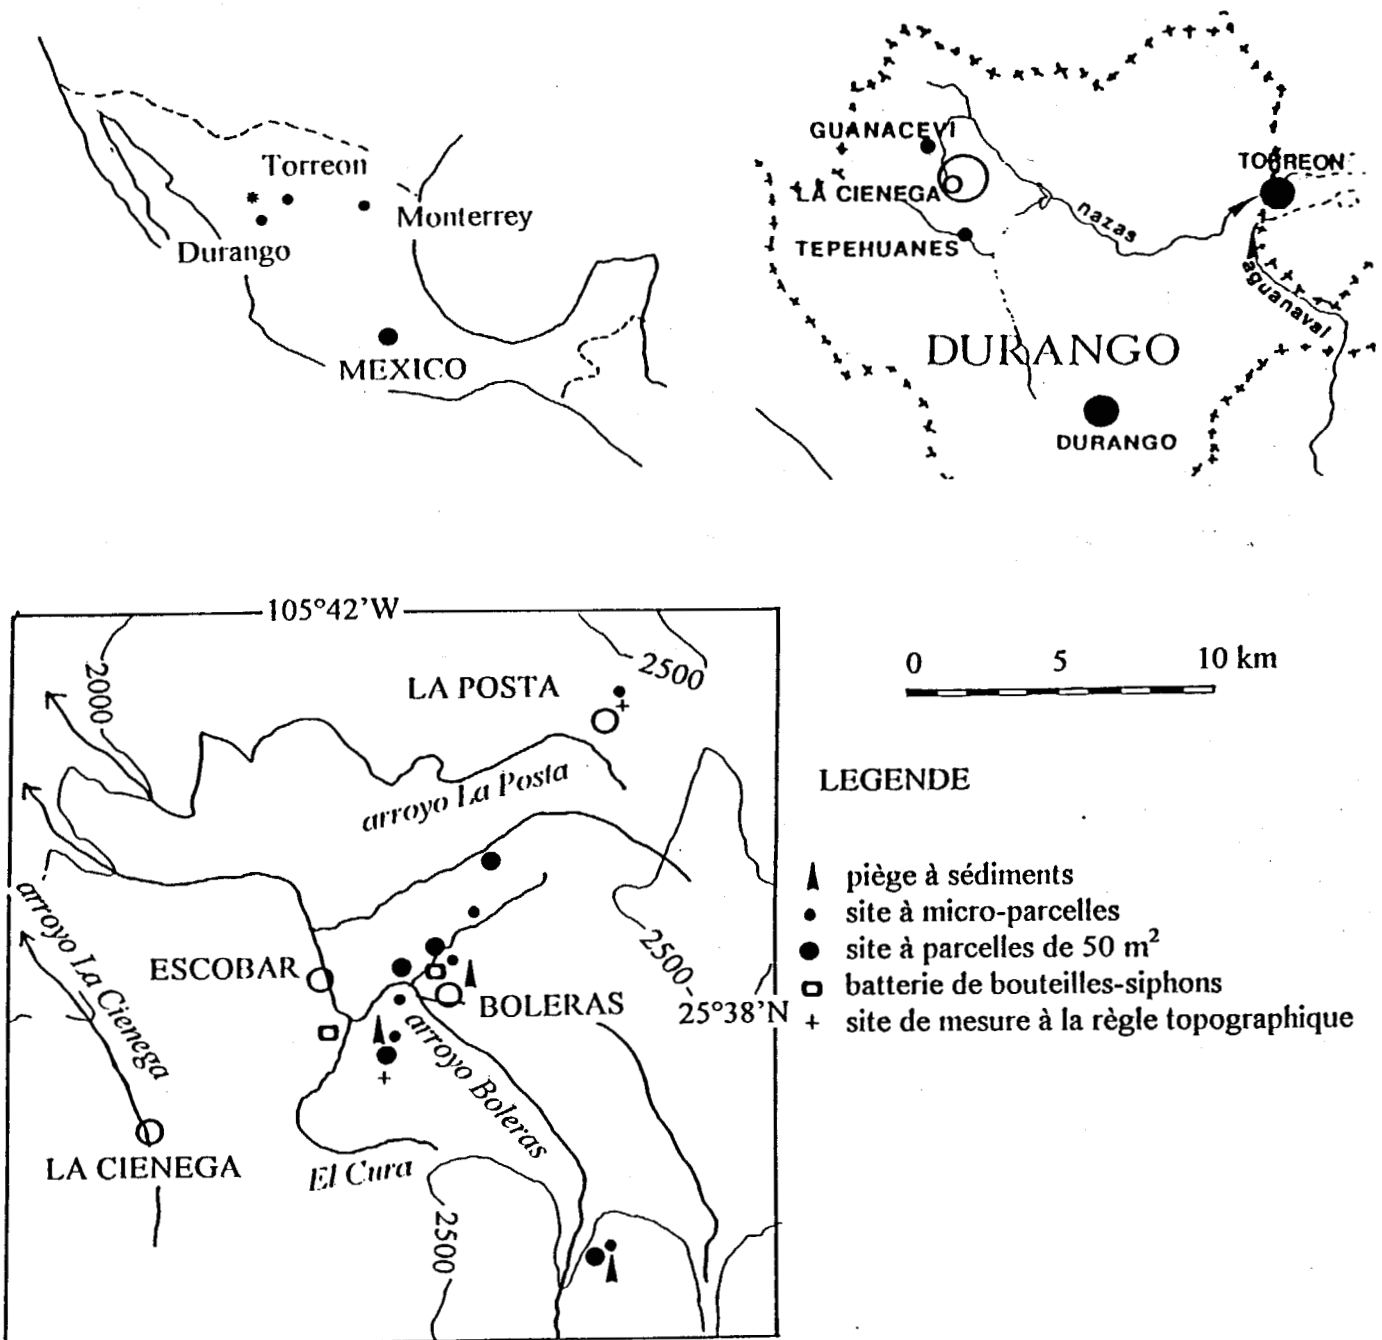 Torreon
Monterrey
Durango
MEXICO
GUANACEVI
TORREON
LA CIENEGA
nazas
TEPEHUANES
aguanaval
DURANGO
DURANGO
105°42'W
2000
2500
LA POSTA
arroyo La Posta
0 5 10 km
LEGENDE
piège à sédiments
site à micro-parcelles
site à parcelles de 50 m²
batterie de bouteilles-siphons
site de mesure à la règle topographique
arroyo La Cienega
ESCOBAR
2500
BOLERAS
25°38'N
arroyo Boleras
LA CIENEGA
El Cura
2500